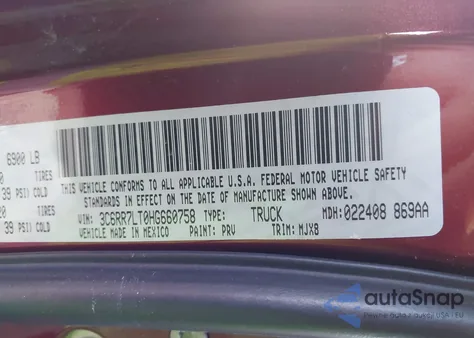 6900 LB
0 TIRES
39 PSI) COLD
20 TIRES
39 PSI) COLD
THIS VEHICLE CONFORMS TO ALL APPLICABLE U.S.A. FEDERAL MOTOR VEHICLE SAFETY
STANDARDS IN EFFECT ON THE DATE OF MANUFACTURE SHOWN ABOVE.
VIN: 3C6RR7LT0HG660758 TYPE: TRUCK MDH: 022408 869AA
MADE IN MEXICO PAINT: PRV TRIM: MJX8
autoSnap